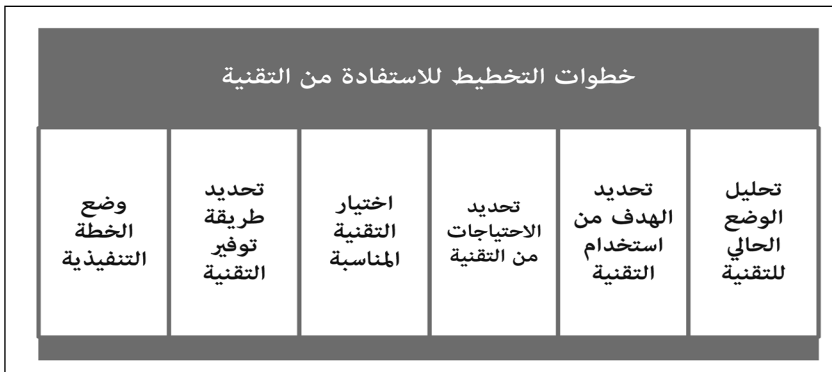 خطوات التخطيط للاستفادة من التقنية
تحليل
الوضع
الحالي
للتقنية
تحديد
الهدف من
استخدام
التقنية
تحديد
الاحتياجات
من التقنية
اختيار
التقنية
المناسبة
تحديد
طريقة
توفير
التقنية
وضع
الخطة
التنفيذية